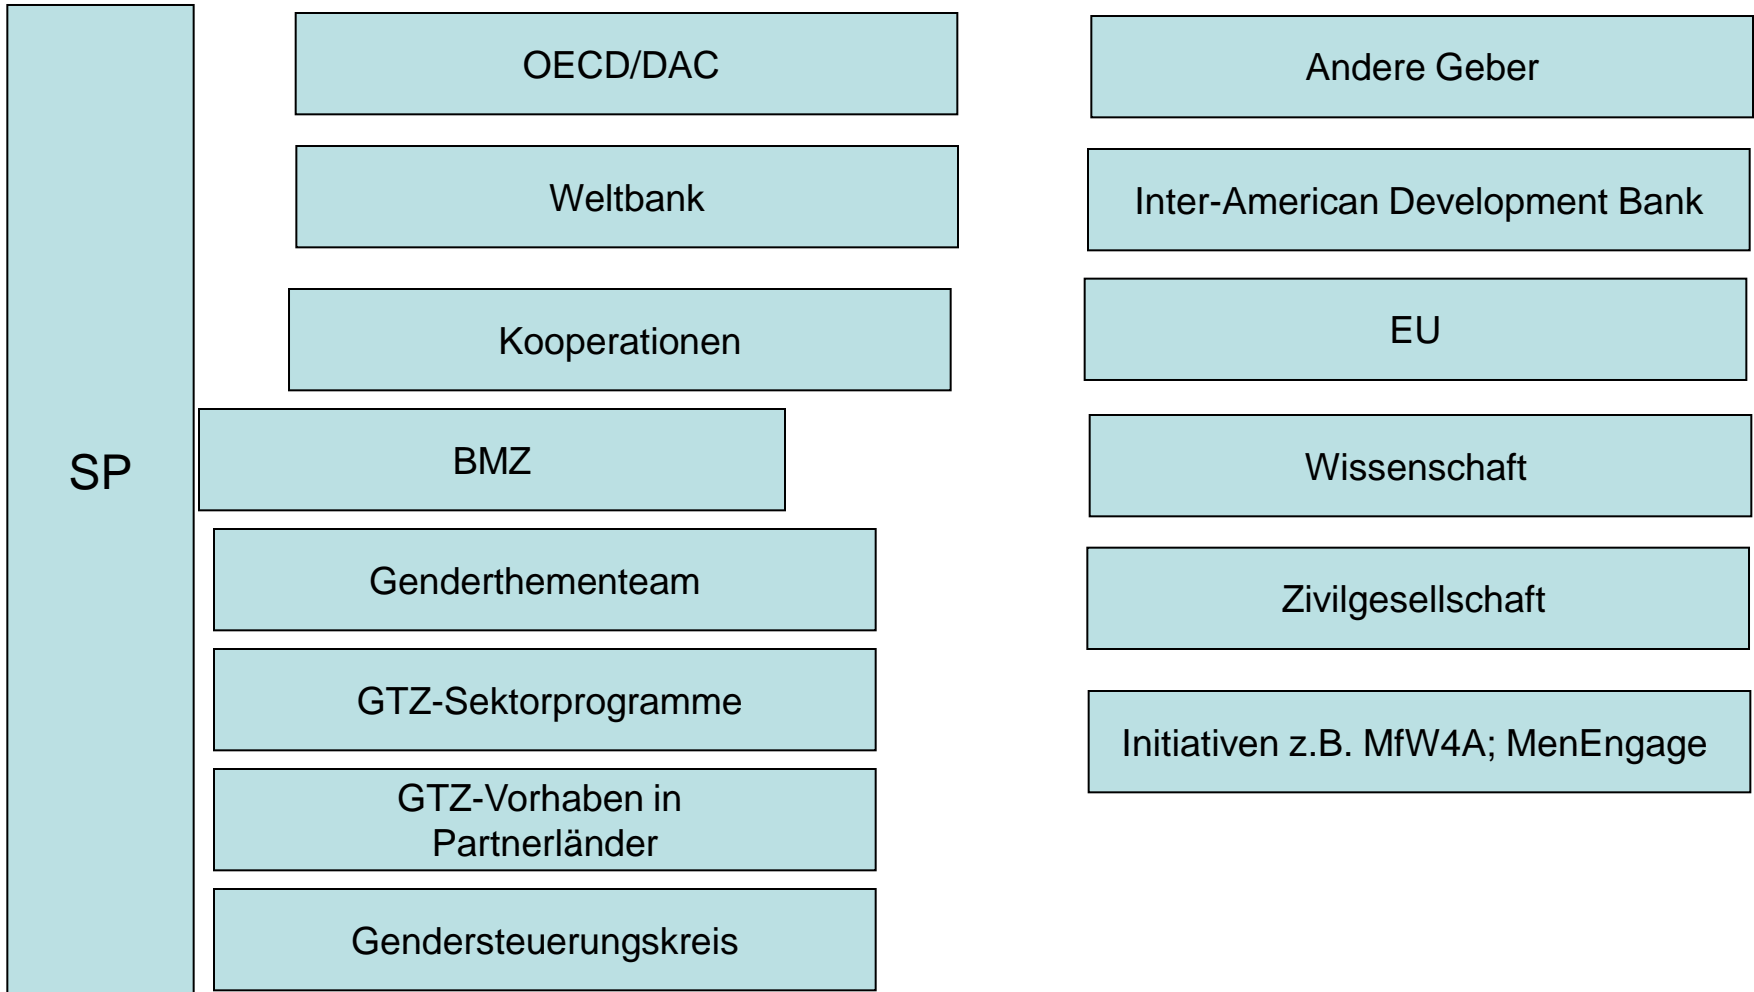 SP
OECD/DAC
Weltbank
Kooperationen
BMZ
Genderthementeam
GTZ-Sektorprogramme
GTZ-Vorhaben in
Partnerländer
Gendersteuerungskreis
Andere Geber
Inter-American Development Bank
EU
Wissenschaft
Zivilgesellschaft
Initiativen z.B. MfW4A; MenEngage